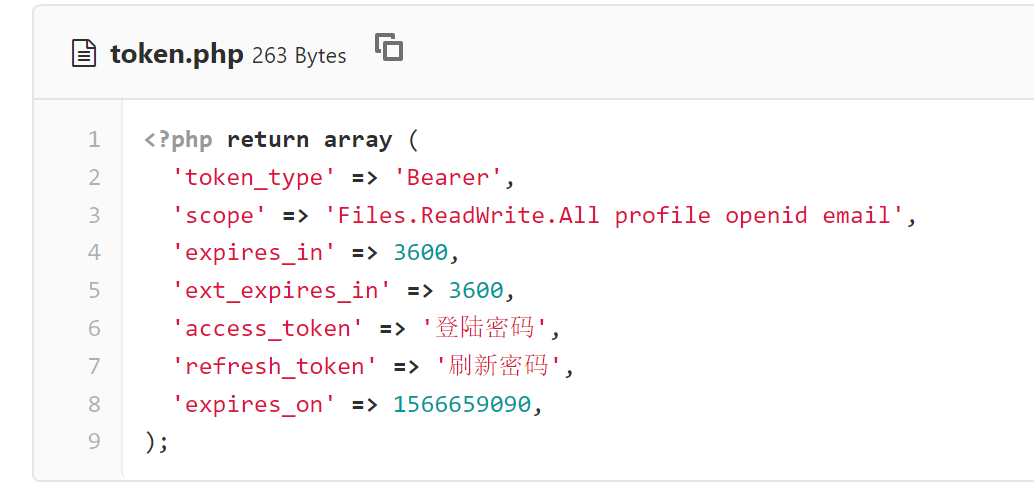 token.php 263 Bytes
1 <?php return array (
2 'token_type' => 'Bearer',
3 'scope' => 'Files.ReadWrite.All profile openid email',
4 'expires_in' => 3600,
5 'ext_expires_in' => 3600,
6 'access_token' => '登陆密码',
7 'refresh_token' => '刷新密码',
8 'expires_on' => 1566659090,
9 );